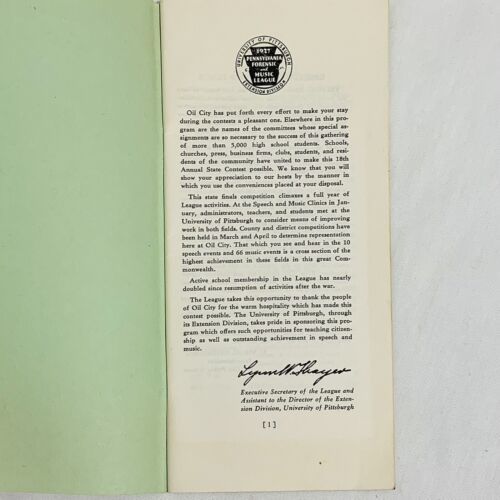 UNIVERSITY OF PITTSBURGH
1927
PENNSYLVANIA
FORENSIC
and
MUSIC
LEAGUE
EXTENSION DIVISION
Oil City has put forth every effort to make your stay
during the contests a pleasant one. Elsewhere in this pro-
gram are the names of the committees whose special as-
signments are so necessary to the success of this gathering
of more than 5,000 high school students. Schools,
churches, press, business firms, clubs, students, and resi-
dents of the community have united to make this 18th
Annual State Contest possible. We know that you will
show your appreciation to our hosts by the manner in
which you use the conveniences placed at your disposal.
This state finals competition climaxes a full year of
League activities. At the Speech and Music Clinics in Jan-
uary, administrators, teachers, and students met at the
University of Pittsburgh to consider means of improving
work in both fields. County and district competitions have
been held in March and April to determine representation
here at Oil City. That which you see and hear in the 10
speech events and 66 music events is a cross section of the
highest achievement in these fields in this great Com-
monwealth.
Active school membership in the League has nearly
doubled since resumption of activities after the war.
The League takes this opportunity to thank the people
of Oil City for the warm hospitality which has made this
contest possible. The University of Pittsburgh, through
its Extension Division, takes pride in sponsoring this pro-
gram which offers such opportunities for teaching citizen-
ship as well as outstanding achievement in speech and
music.
Lynn W. Thayer
Executive Secretary of the League and
Assistant to the Director of the Exten-
sion Division, University of Pittsburgh
[ 1 ]